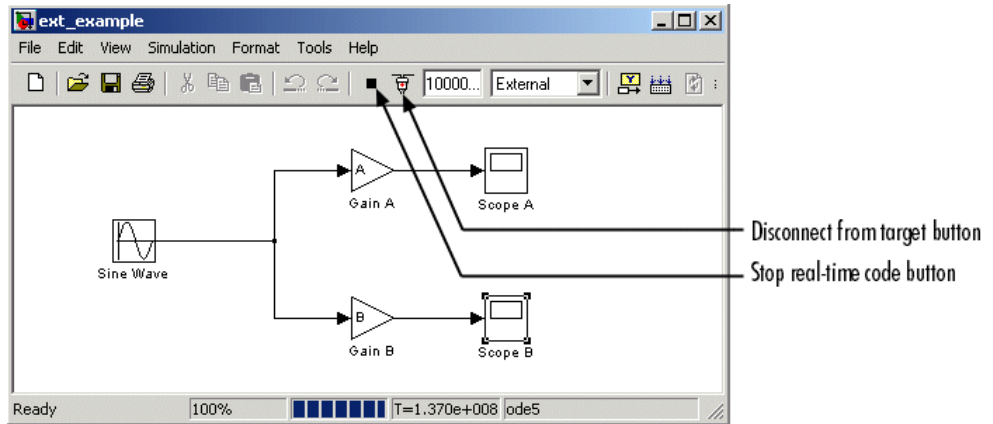 ext_example
File Edit View Simulation Format Tools Help
10000... External
A
Gain A
Scope A
Sine Wave
B
Gain B
Scope B
Disconnect from target button
Stop real-time code button
Ready 100% T=1.370e+008 ode5